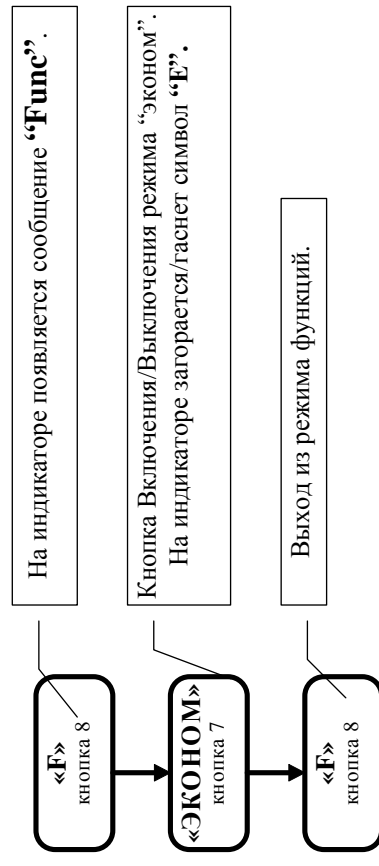 «F»
кнопка 8
На индикаторе появляется сообщение “Func”.
«ЭКОНОМ»
кнопка 7
Кнопка Включения/Выключения режима “эконом”.
На индикаторе загорается/гаснет символ “E”.
«F»
кнопка 8
Выход из режима функций.